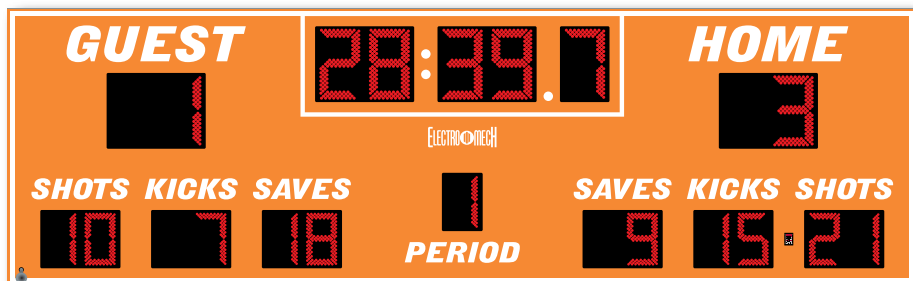 GUEST 28:39.7 HOME
1 3
ELECTRO-MECH
SHOTS KICKS SAVES 1 SAVES KICKS SHOTS
10 7 18 PERIOD 9 15 21